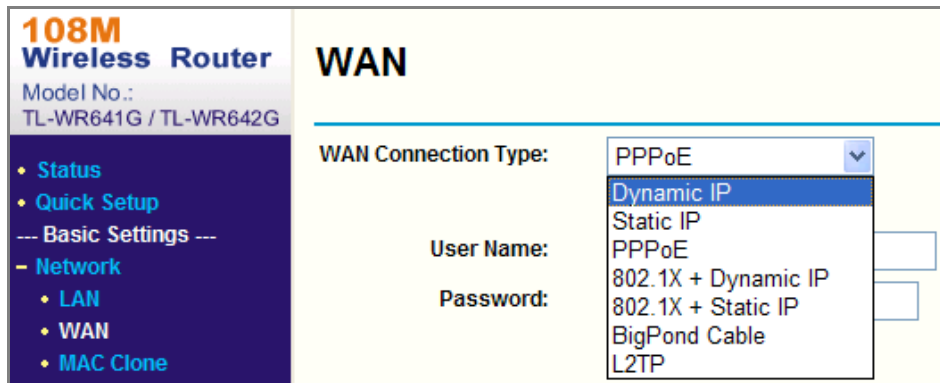 108M
Wireless Router
Model No.:
TL-WR641G / TL-WR642G
• Status
• Quick Setup
--- Basic Settings ---
– Network
• LAN
• WAN
• MAC Clone
WAN
WAN Connection Type:
PPPoE
Dynamic IP
Static IP
PPPoE
802.1X + Dynamic IP
802.1X + Static IP
BigPond Cable
L2TP
User Name:
Password: